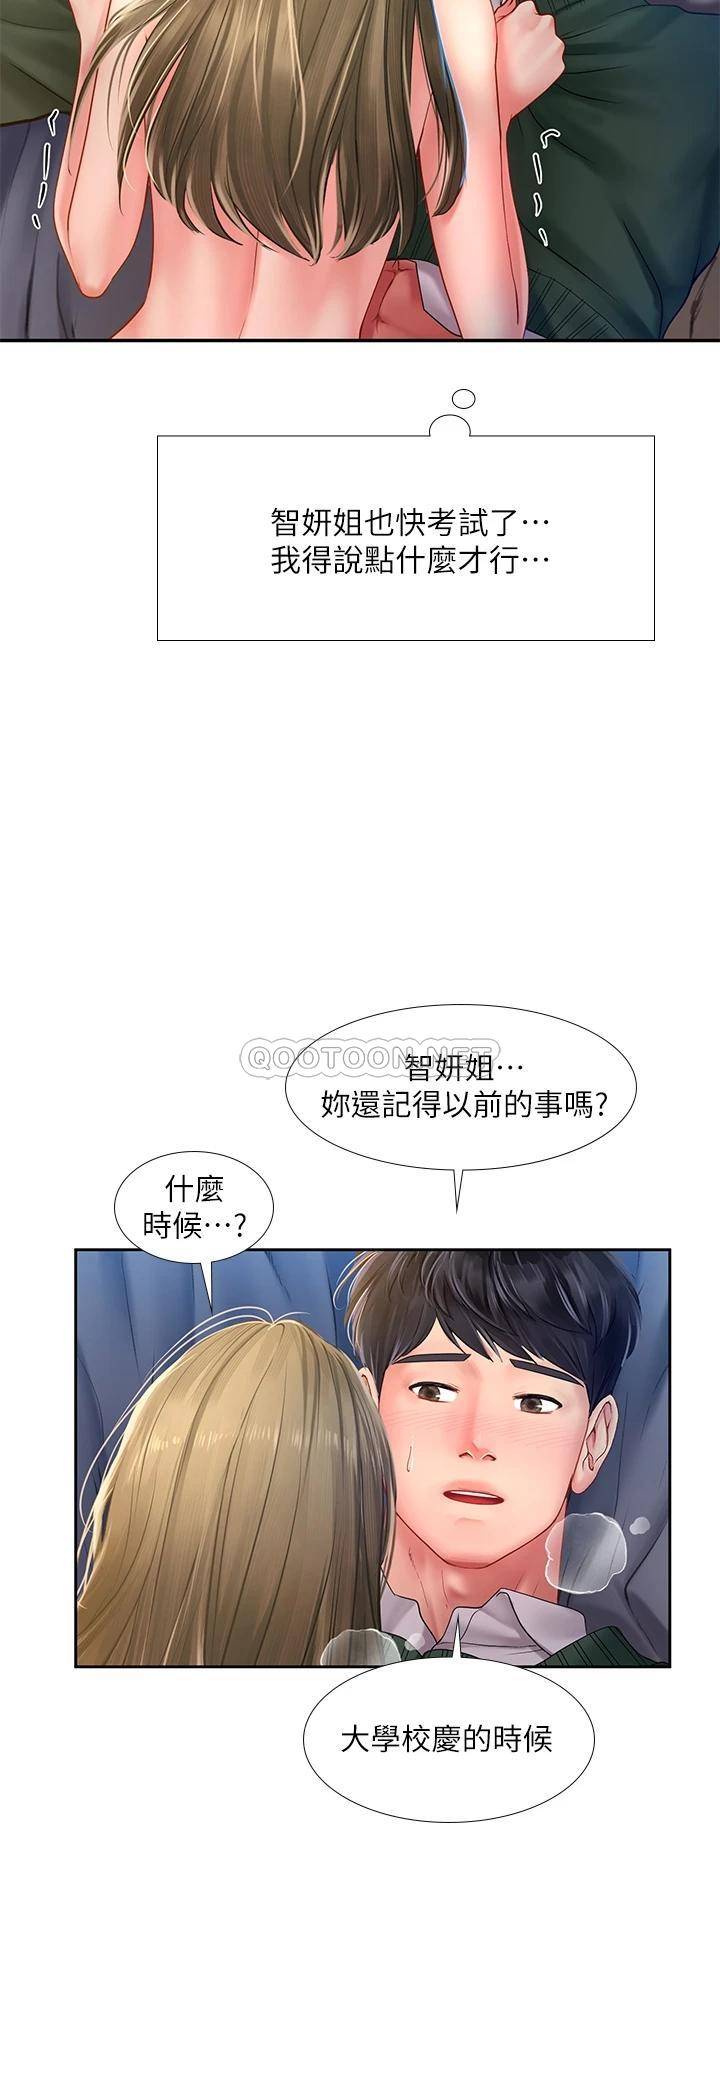 智妍姐也快考試了…
我得說點什麼才行…
QOOTOON.NET
智妍姐…
妳還記得以前的事嗎?
什麼
時候…?
大學校慶的時候